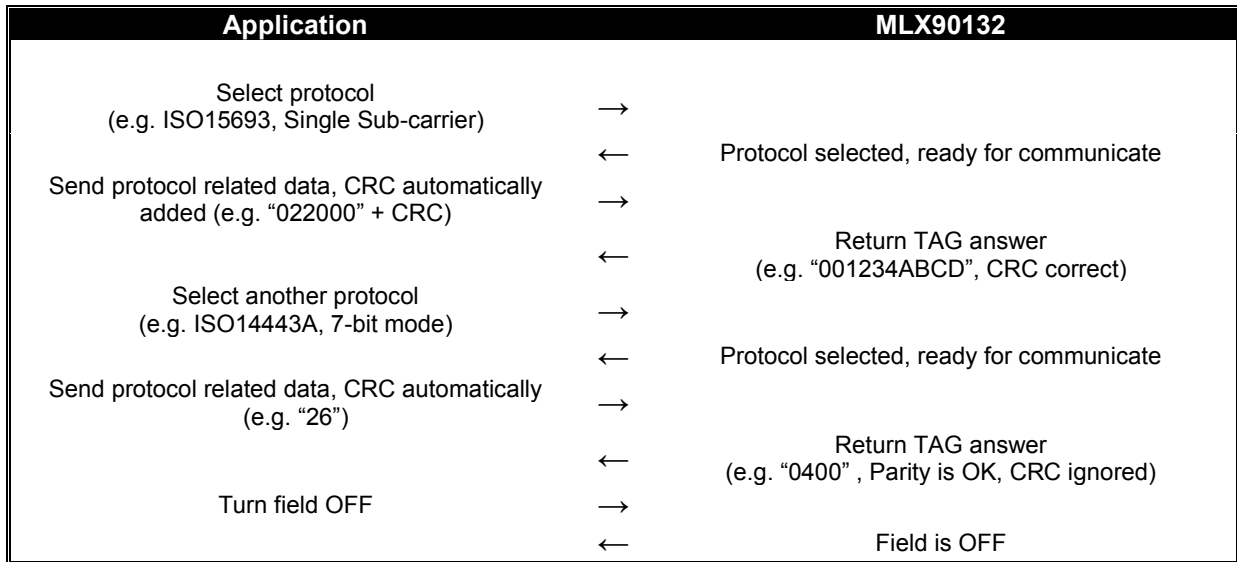 Application MLX90132
Select protocol
(e.g. ISO15693, Single Sub-carrier)
→
← Protocol selected, ready for communicate
Send protocol related data, CRC automatically
added (e.g. “022000” + CRC)
→
← Return TAG answer
(e.g. “001234ABCD”, CRC correct)
Select another protocol
(e.g. ISO14443A, 7-bit mode)
→
← Protocol selected, ready for communicate
Send protocol related data, CRC automatically
(e.g. “26”)
→
← Return TAG answer
(e.g. “0400” , Parity is OK, CRC ignored)
Turn field OFF →
← Field is OFF